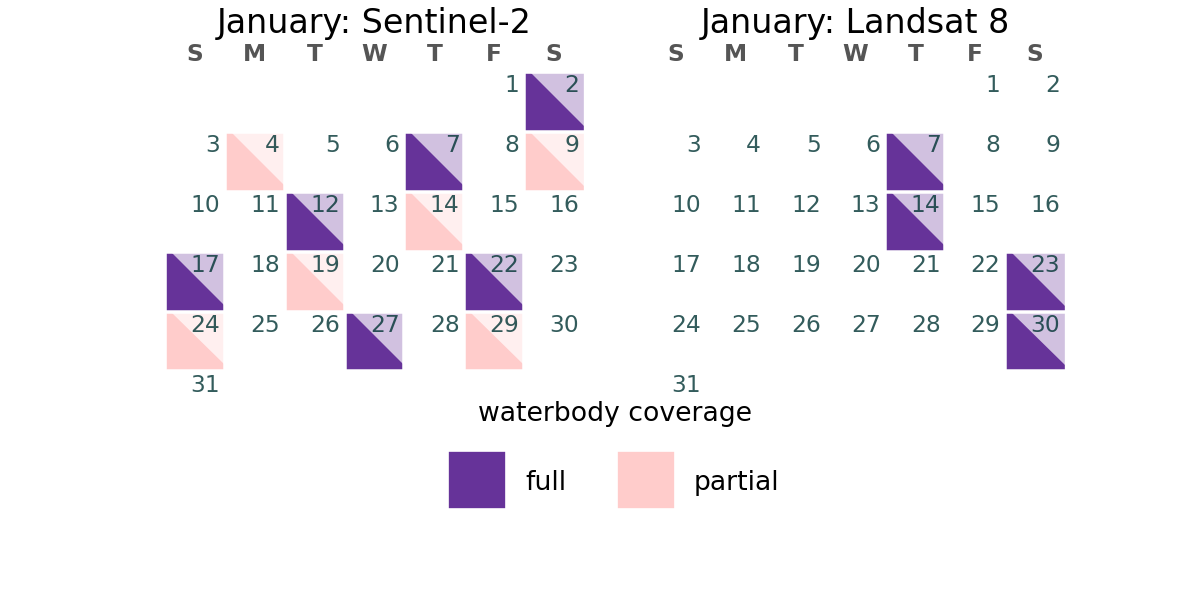 January: Sentinel-2
S M T W T F S
1 2
3 4 5 6 7 8 9
10 11 12 13 14 15 16
17 18 19 20 21 22 23
24 25 26 27 28 29 30
31
January: Landsat 8
S M T W T F S
1 2
3 4 5 6 7 8 9
10 11 12 13 14 15 16
17 18 19 20 21 22 23
24 25 26 27 28 29 30
31
waterbody coverage
full partial